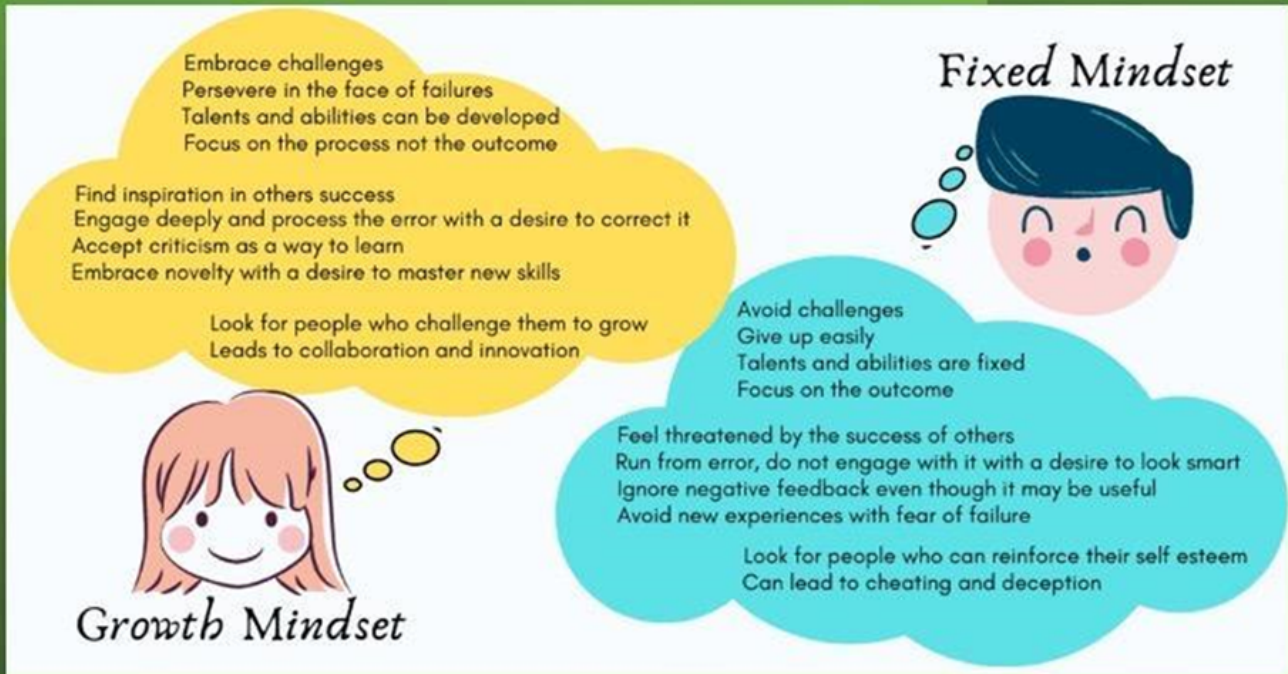 Embrace challenges
Persevere in the face of failures
Talents and abilities can be developed
Focus on the process not the outcome
Find inspiration in others success
Engage deeply and process the error with a desire to correct it
Accept criticism as a way to learn
Embrace novelty with a desire to master new skills
Look for people who challenge them to grow
Leads to collaboration and innovation
Growth Mindset
Fixed Mindset
Avoid challenges
Give up easily
Talents and abilities are fixed
Focus on the outcome
Feel threatened by the success of others
Run from error, do not engage with it with a desire to look smart
Ignore negative feedback even though it may be useful
Avoid new experiences with fear of failure
Look for people who can reinforce their self esteem
Can lead to cheating and deception